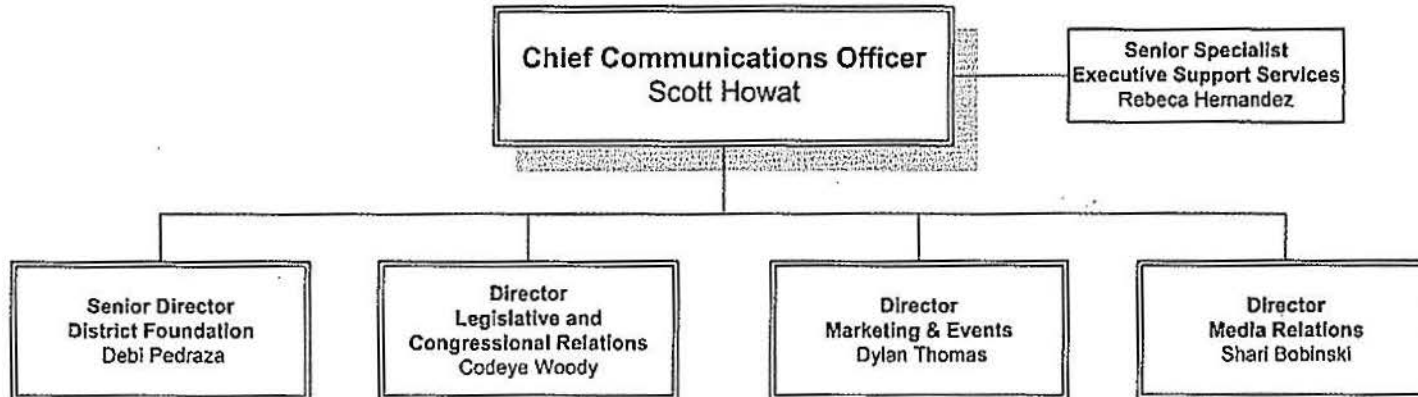 Chief Communications Officer
Scott Howat
Senior Specialist
Executive Support Services
Rebeca Hernandez
Senior Director
District Foundation
Debi Pedraza
Director
Legislative and
Congressional Relations
Codeye Woody
Director
Marketing & Events
Dylan Thomas
Director
Media Relations
Shari Bobinski